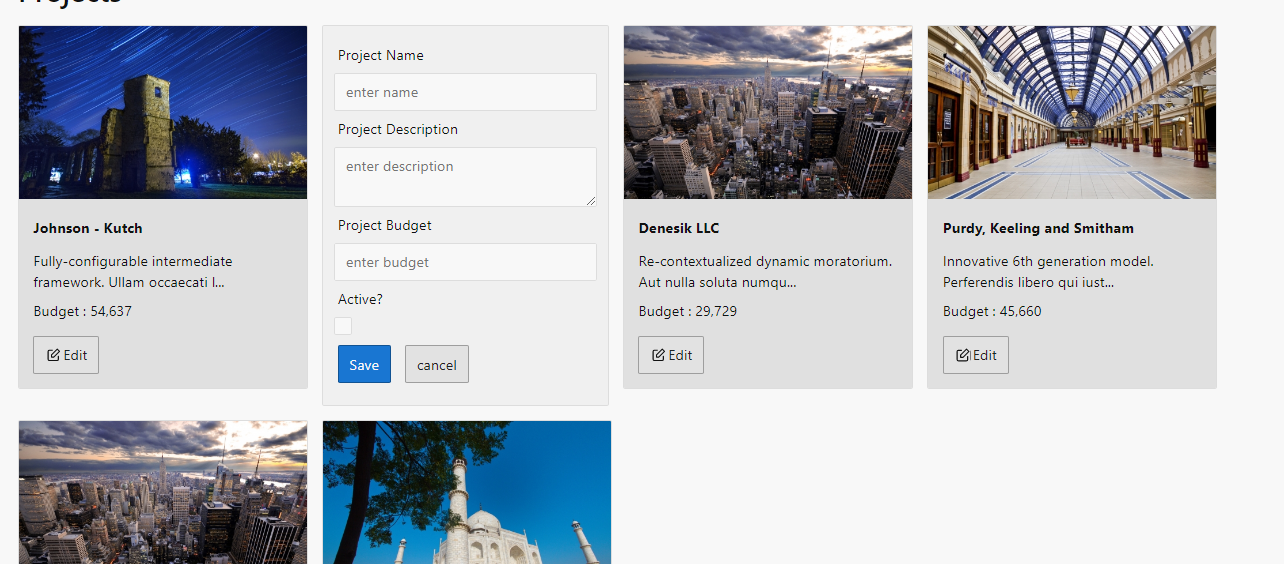 Projects
Johnson - Kutch
Fully-configurable intermediate
framework. Ullam occaecati l...
Budget : 54,637
Edit
Project Name
enter name
Project Description
enter description
Project Budget
enter budget
Active?
Save cancel
Denesik LLC
Re-contextualized dynamic moratorium.
Aut nulla soluta numqu...
Budget : 29,729
Edit
Purdy, Keeling and Smitham
Innovative 6th generation model.
Perferendis libero qui iust...
Budget : 45,660
Edit